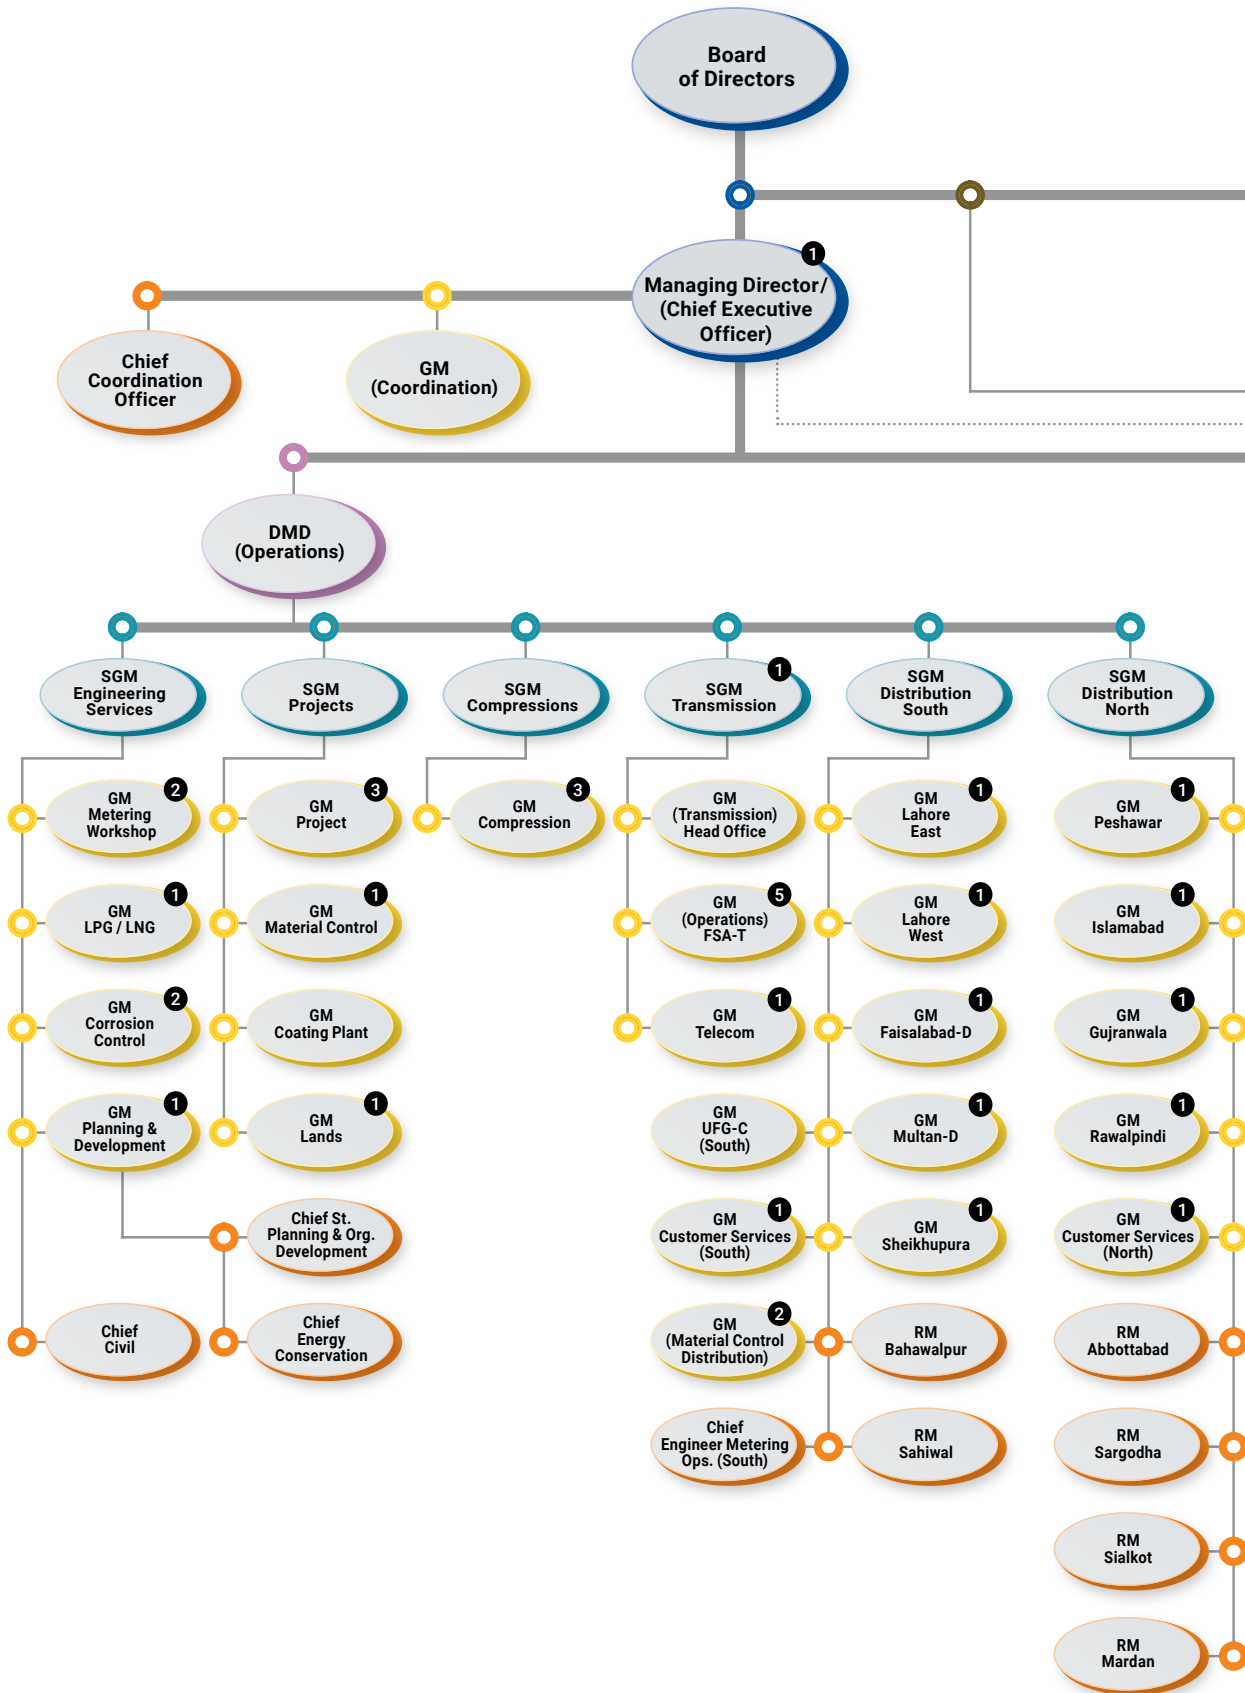 Board
of Directors
1
Managing Director/
(Chief Executive
Officer)
Chief
Coordination
Officer
GM
(Coordination)
DMD
(Operations)
SGM
Engineering
Services
SGM
Projects
SGM
Compressions
1
SGM
Transmission
SGM
Distribution
South
SGM
Distribution
North
2
GM
Metering
Workshop
3
GM
Project
3
GM
Compression
GM
(Transmission)
Head Office
1
GM
Lahore
East
1
GM
Peshawar
1
GM
LPG / LNG
1
GM
Material Control
5
GM
(Operations)
FSA-T
1
GM
Lahore
West
1
GM
Islamabad
2
GM
Corrosion
Control
GM
Coating Plant
1
GM
Telecom
1
GM
Faisalabad-D
1
GM
Gujranwala
1
GM
Planning &
Development
1
GM
Lands
GM
UFG-C
(South)
1
GM
Multan-D
1
GM
Rawalpindi
Chief St.
Planning & Org.
Development
1
GM
Customer Services
(South)
1
GM
Sheikhupura
1
GM
Customer Services
(North)
Chief
Civil
Chief
Energy
Conservation
2
GM
(Material Control
Distribution)
RM
Bahawalpur
RM
Abbottabad
Chief
Engineer Metering
Ops. (South)
RM
Sahiwal
RM
Sargodha
RM
Sialkot
RM
Mardan